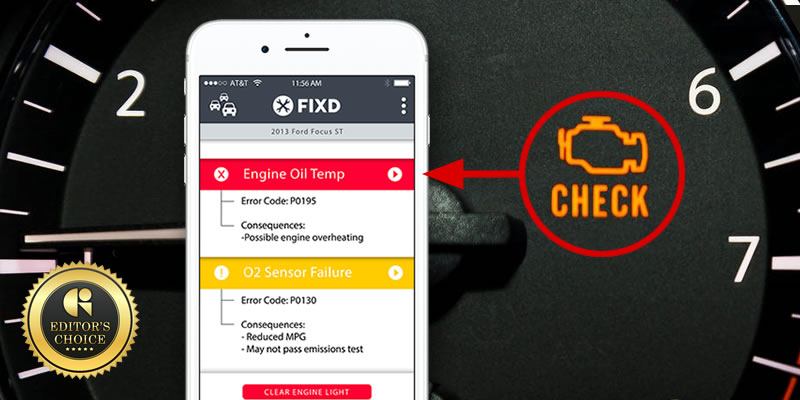 2
6
7
AT&T
11:56 AM
FIXD
2013 Ford Focus ST
Engine Oil Temp
Error Code: P0195
Consequences:
-Possible engine overheating
O2 Sensor Failure
Error Code: P0130
Consequences:
- Reduced MPG
- May not pass emissions test
CLEAR ENGINE LIGHT
CHECK
EDITOR'S
CHOICE